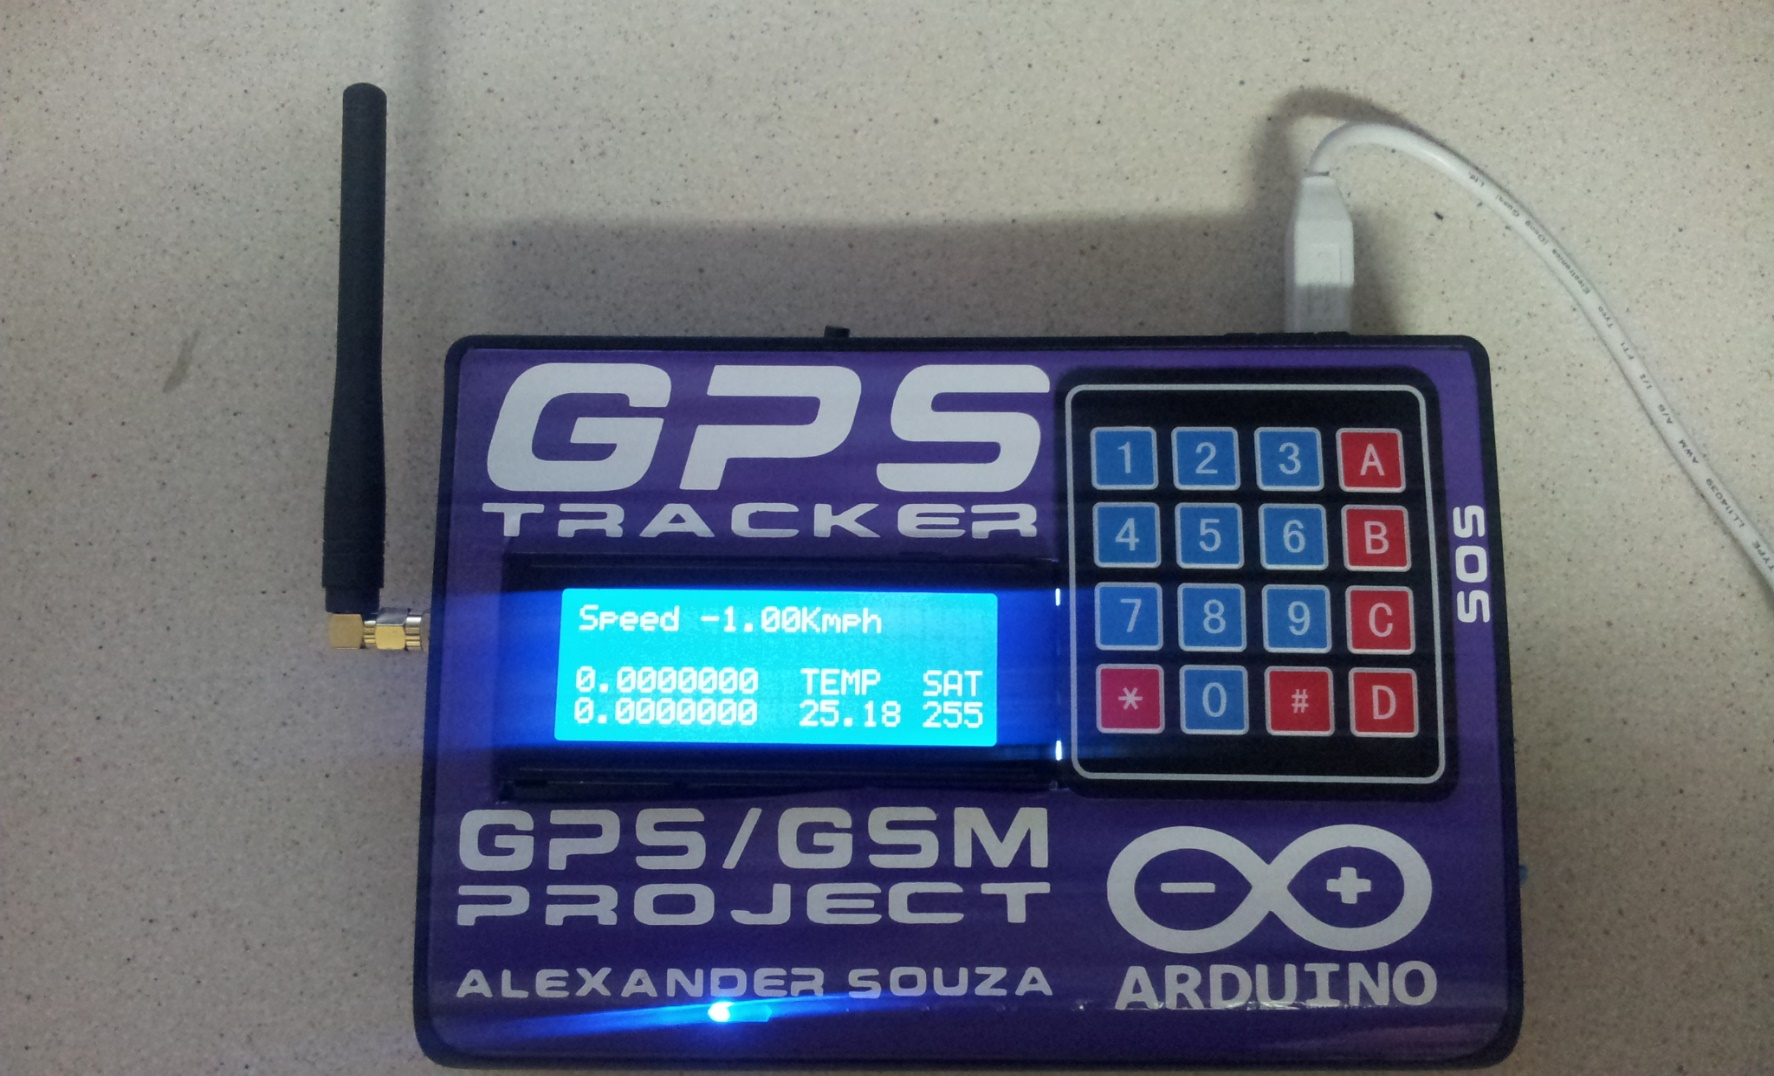 GPS
TRACKER
Speed -1.00Kmph
0.0000000 TEMP SAT
0.0000000 25.18 255
1 2 3 A
4 5 6 B
7 8 9 C
* 0 # D
SOS
GPS/GSM
PROJECT
ALEXANDER SOUZA
- +
ARDUINO